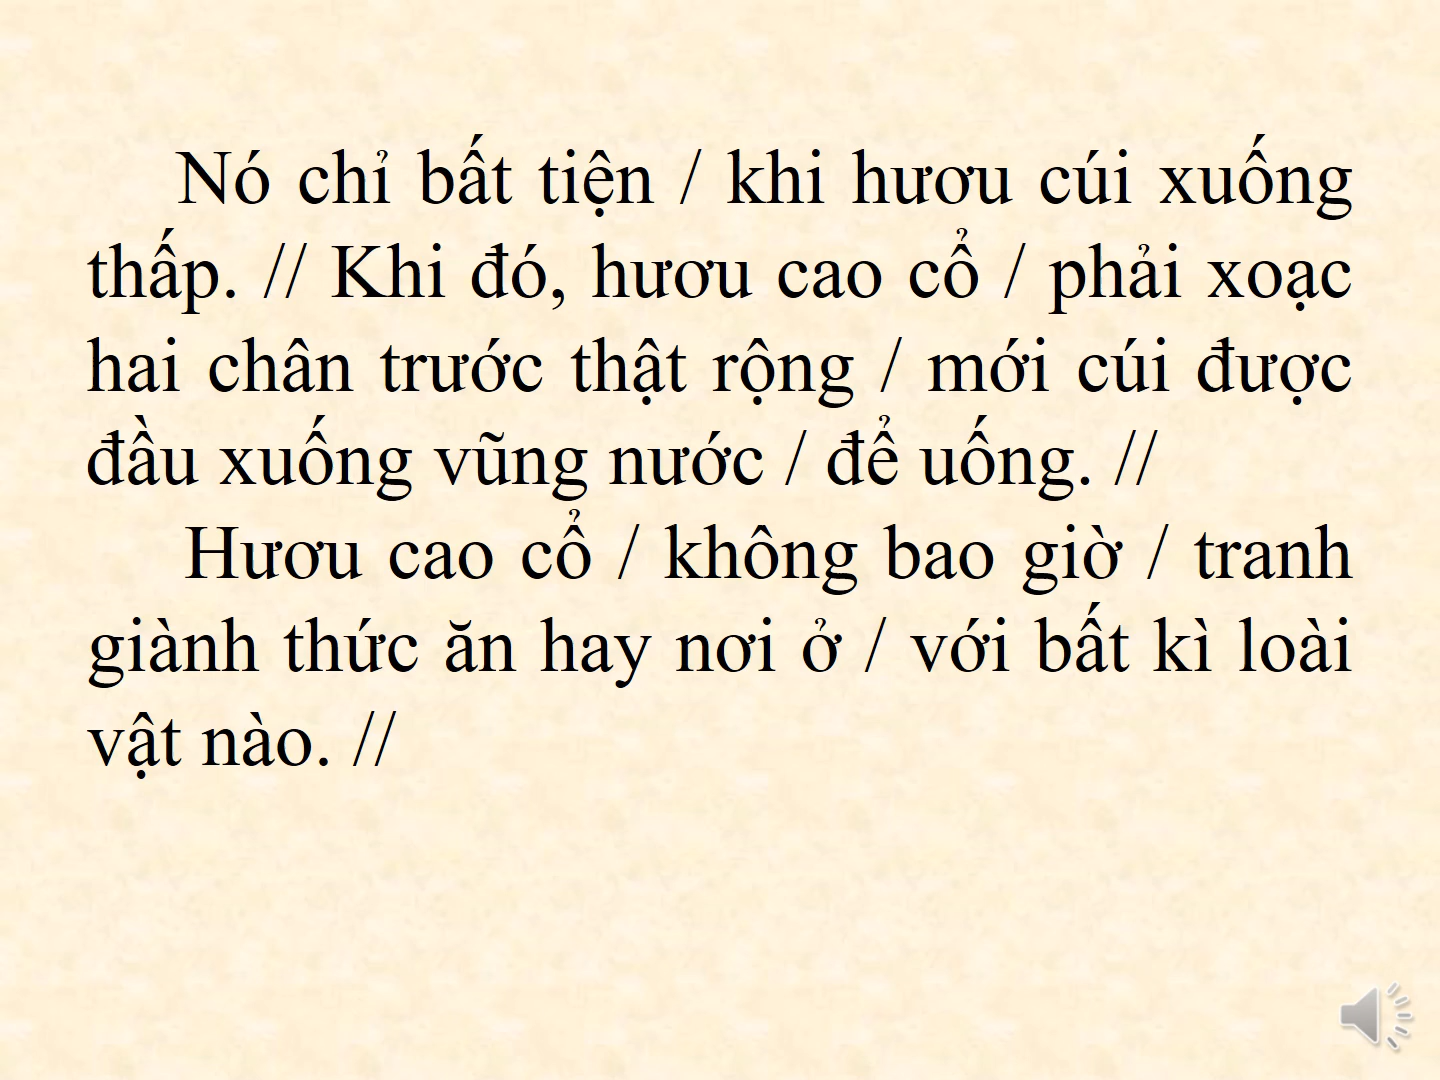 Nó chỉ bất tiện / khi hươu cúi xuống
thấp. // Khi đó, hươu cao cổ / phải xoạc
hai chân trước thật rộng / mới cúi được
đầu xuống vũng nước / để uống. //
Hươu cao cổ / không bao giờ / tranh
giành thức ăn hay nơi ở / với bất kì loài
vật nào. //